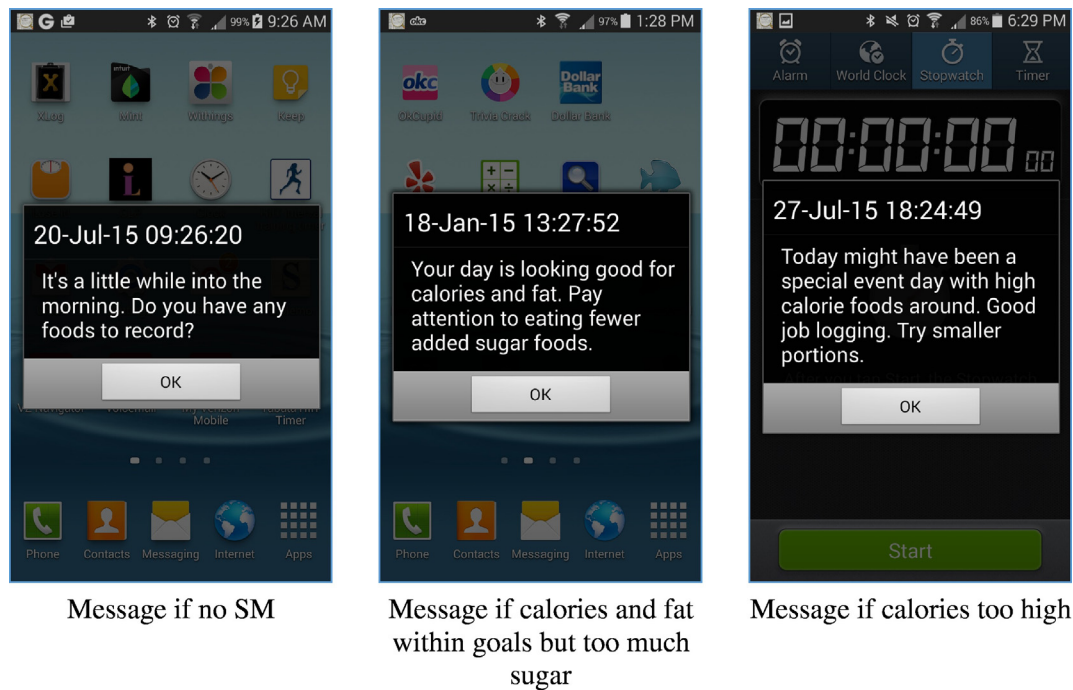 99% 9:26 AM
XLog Mint Withings Keep
20-Jul-15 09:26:20
It's a little while into the
morning. Do you have any
foods to record?
OK
Mobile Timer
Phone Contacts Messaging Internet Apps
Message if no SM
okc 97% 1:28 PM
okc Dollar Bank
OkCupid Trivia Crack Dollar Bank
18-Jan-15 13:27:52
Your day is looking good for
calories and fat. Pay
attention to eating fewer
added sugar foods.
OK
Phone Contacts Messaging Internet Apps
Message if calories and fat
within goals but too much
sugar
86% 6:29 PM
Alarm World Clock Stopwatch Timer
00:00:00 00
27-Jul-15 18:24:49
Today might have been a
special event day with high
calorie foods around. Good
job logging. Try smaller
portions.
OK
Start
Message if calories too high